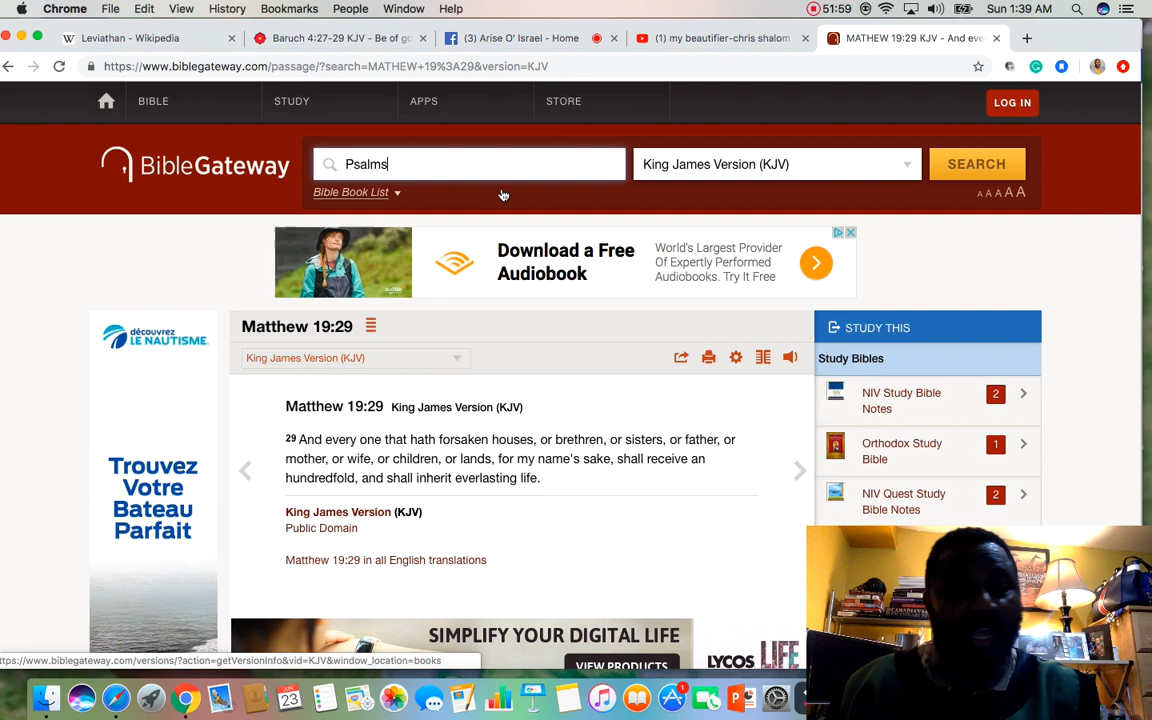 Chrome File Edit View History Bookmarks People Window Help 51:59 Sun 1:39 AM
W Leviathan - Wikipedia Baruch 4:27-29 KJV - Be of go (3) Arise O' Israel - Home (1) my beautifier-chris shalom MATHEW 19:29 KJV - And eve
https://www.biblegateway.com/passage/?search=MATHEW+19%3A29&version=KJV
BIBLE STUDY APPS STORE LOG IN
BibleGateway Psalms King James Version (KJV) SEARCH
Bible Book List A A A A A
Download a Free
Audiobook
World's Largest Provider
Of Expertly Performed
Audiobooks. Try It Free
découvrez
LE NAUTISME.
Trouvez
Votre
Bateau
Parfait
Matthew 19:29
King James Version (KJV)
Matthew 19:29 King James Version (KJV)
29 And every one that hath forsaken houses, or brethren, or sisters, or father, or
mother, or wife, or children, or lands, for my name's sake, shall receive an
hundredfold, and shall inherit everlasting life.
King James Version (KJV)
Public Domain
Matthew 19:29 in all English translations
STUDY THIS
Study Bibles
NIV Study Bible
Notes
2
Orthodox Study
Bible
1
NIV Quest Study
Bible Notes
2
SIMPLIFY YOUR DIGITAL LIFE
VIEW PRODUCTS
LYCOS LIFE
https://www.biblegateway.com/versions/?action=getVersionInfo&vid=KJV&window_location=books
JUN
23
1